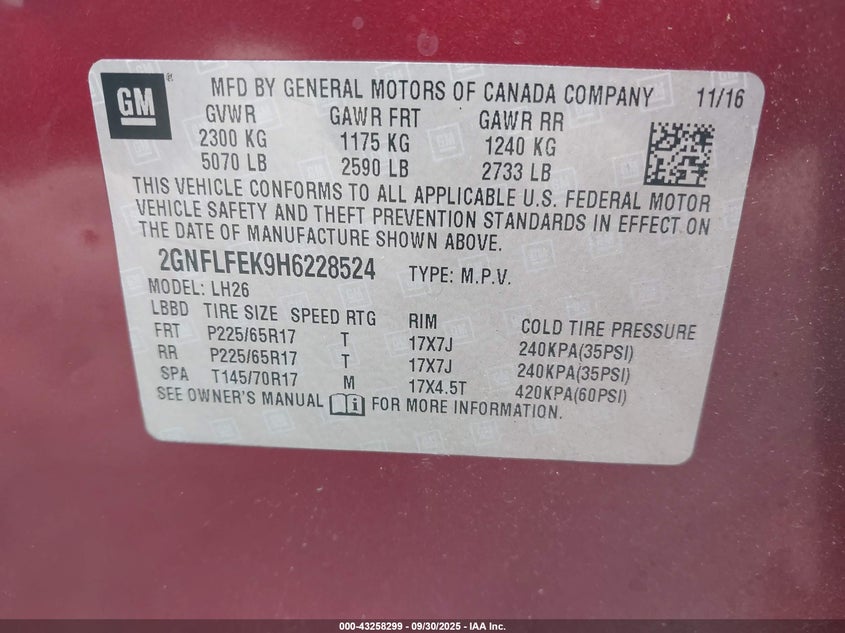 GM ® MFD BY GENERAL MOTORS OF CANADA COMPANY 11/16
GVWR GAWR FRT GAWR RR
2300 KG 1175 KG 1240 KG
5070 LB 2590 LB 2733 LB
THIS VEHICLE CONFORMS TO ALL APPLICABLE U.S. FEDERAL MOTOR
VEHICLE SAFETY AND THEFT PREVENTION STANDARDS IN EFFECT ON
THE DATE OF MANUFACTURE SHOWN ABOVE.
2GNFLFEK9H6228524 TYPE: M.P.V.
MODEL: LH26
LBBD TIRE SIZE SPEED RTG RIM COLD TIRE PRESSURE
FRT P225/65R17 T 17X7J 240KPA(35PSI)
RR P225/65R17 T 17X7J 240KPA(35PSI)
SPA T145/70R17 M 17X4.5T 420KPA(60PSI)
SEE OWNER'S MANUAL FOR MORE INFORMATION.
000-43258299 - 09/30/2025 - IAA Inc.